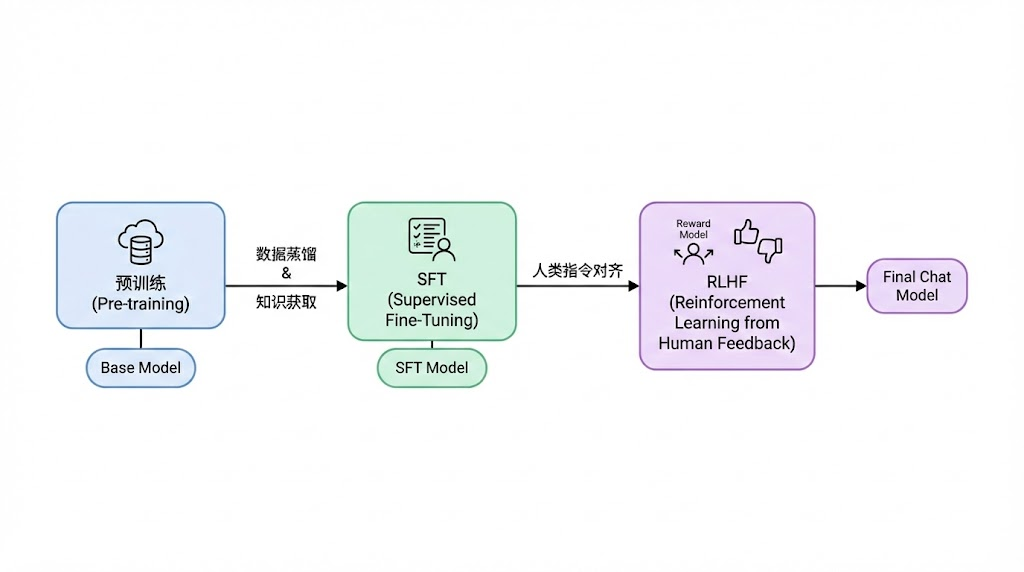 预训练
(Pre-training)
Base Model
数据蒸馏
&
知识获取
SFT
(Supervised
Fine-Tuning)
SFT Model
人类指令对齐
Reward
Model
RLHF
(Reinforcement
Learning from
Human Feedback)
Final Chat
Model